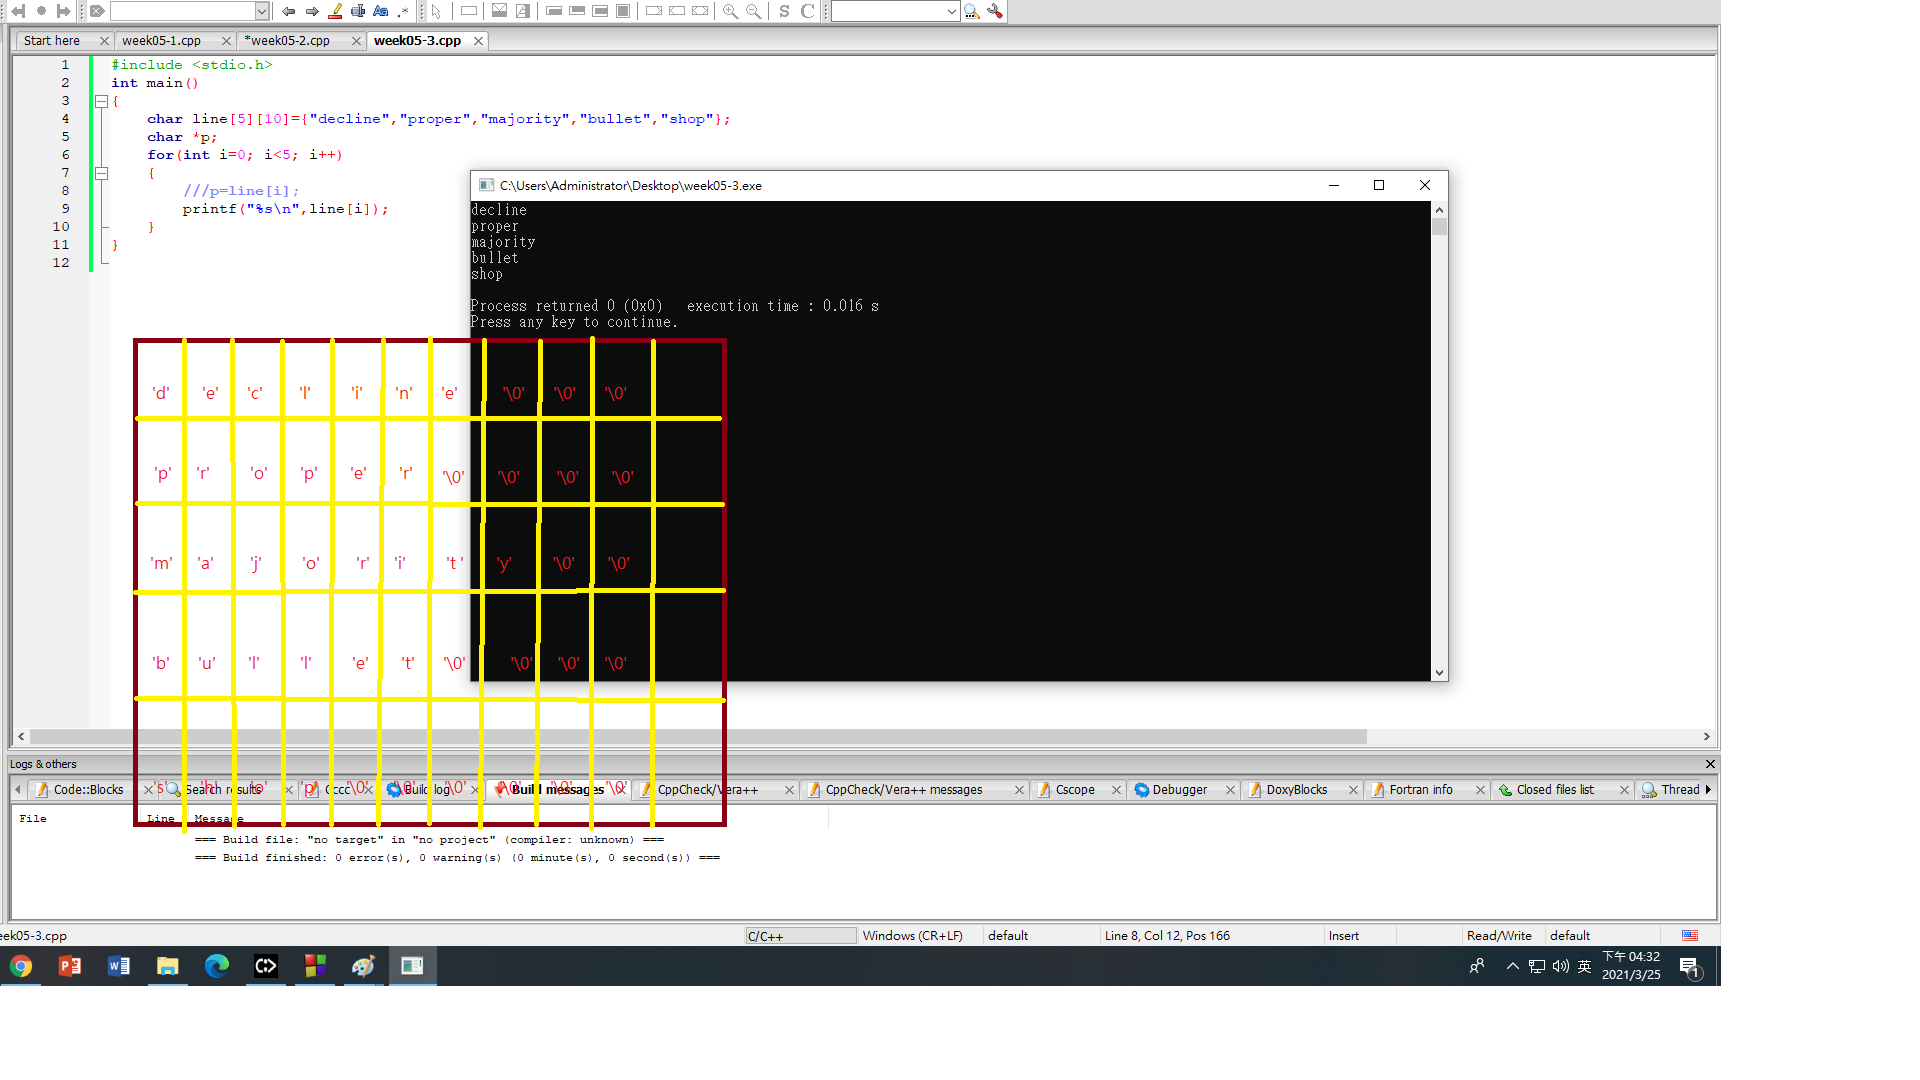 Start here
week05-1.cpp
*week05-2.cpp
week05-3.cpp
1 #include <stdio.h>
2 int main()
3 {
4 char line[5][10]={"decline","proper","majority","bullet","shop"};
5 char *p;
6 for(int i=0; i<5; i++)
7 {
8 ///p=line[i];
9 printf("%s\n",line[i]);
10 }
11 }
12
C:\Users\Administrator\Desktop\week05-3.exe
decline
proper
majority
bullet
shop
Process returned 0 (0x0)   execution time : 0.016 s
Press any key to continue.
'd' 'e' 'c' 'l' 'i' 'n' 'e' '\0' '\0' '\0'
'p' 'r' 'o' 'p' 'e' 'r' '\0' '\0' '\0' '\0'
'm' 'a' 'j' 'o' 'r' 'i' 't ' 'y' '\0' '\0'
'b' 'u' 'l' 'l' 'e' 't' '\0' '\0' '\0' '\0'
's' 'h' 'o' 'p' '\0' '\0' '\0' '\0' '\0' '\0'
Logs & others
Code::Blocks
Search results
Cccc
Build log
Build messages
CppCheck/Vera++
CppCheck/Vera++ messages
Cscope
Debugger
DoxyBlocks
Fortran info
Closed files list
Thread
File Line Message
=== Build file: "no target" in "no project" (compiler: unknown) ===
=== Build finished: 0 error(s), 0 warning(s) (0 minute(s), 0 second(s)) ===
eek05-3.cpp
C/C++
Windows (CR+LF)
default
Line 8, Col 12, Pos 166
Insert
Read/Write
default
英
下午 04:32
2021/3/25
1